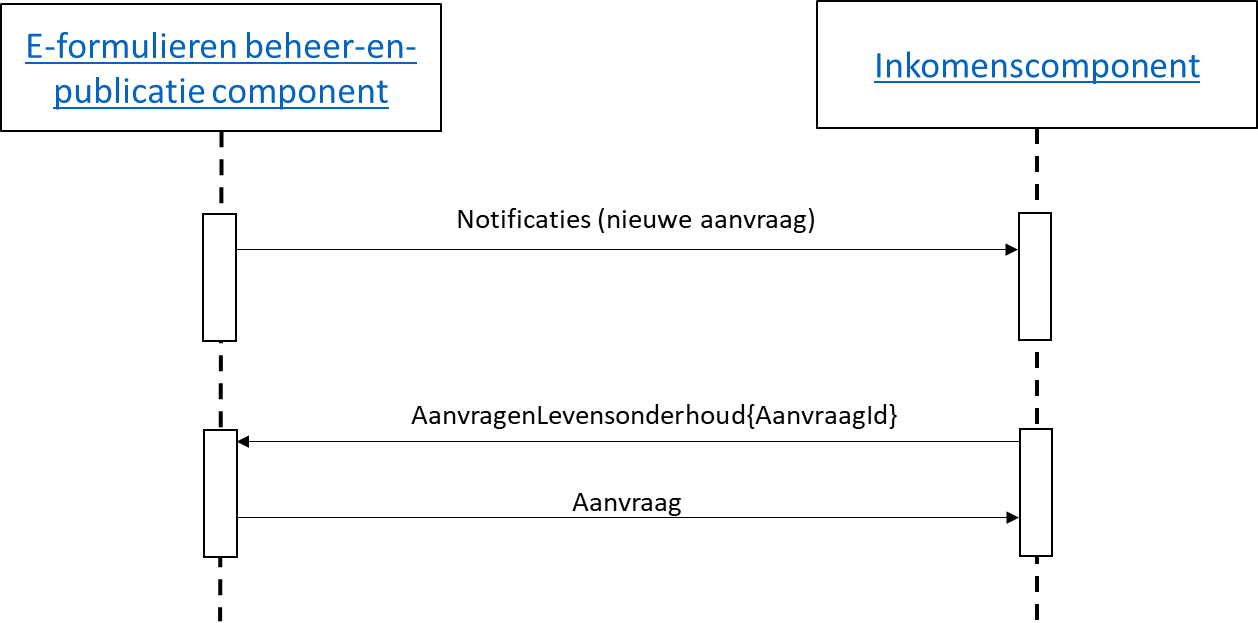 E-formulieren beheer-en-
publicatie component
Inkomenscomponent
Notificaties (nieuwe aanvraag)
AanvragenLevensonderhoud{AanvraagId}
Aanvraag